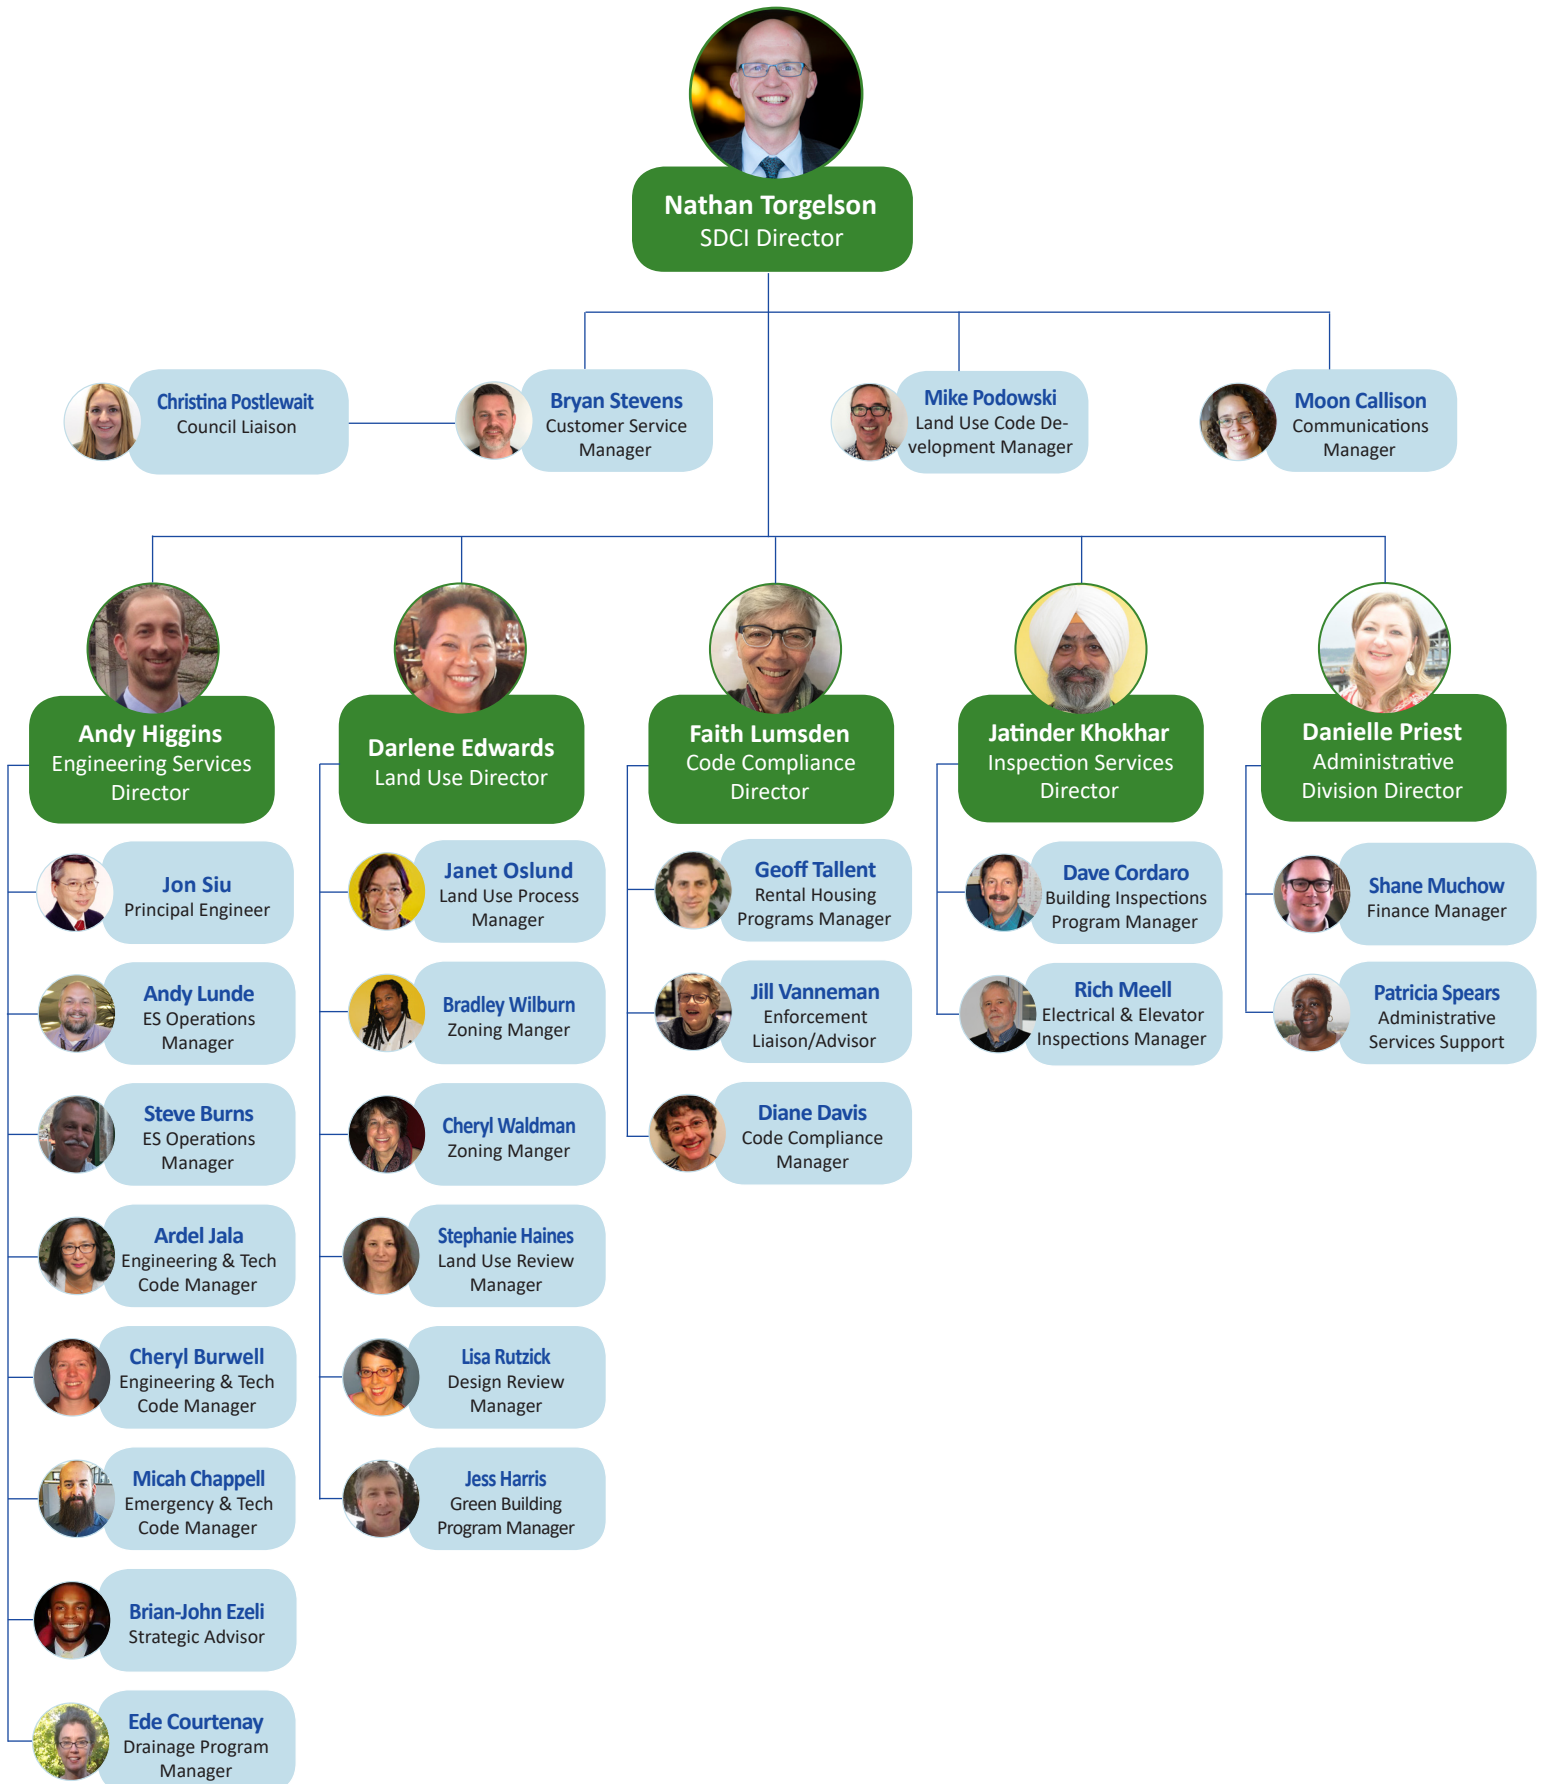 Nathan Torgelson
SDCI Director
Christina Postlewait
Council Liaison
Bryan Stevens
Customer Service
Manager
Mike Podowski
Land Use Code De-
velopment Manager
Moon Callison
Communications
Manager
Andy Higgins
Engineering Services
Director
Jon Siu
Principal Engineer
Andy Lunde
ES Operations
Manager
Steve Burns
ES Operations
Manager
Ardel Jala
Engineering & Tech
Code Manager
Cheryl Burwell
Engineering & Tech
Code Manager
Micah Chappell
Emergency & Tech
Code Manager
Brian-John Ezeli
Strategic Advisor
Ede Courtenay
Drainage Program
Manager
Darlene Edwards
Land Use Director
Janet Oslund
Land Use Process
Manager
Bradley Wilburn
Zoning Manger
Cheryl Waldman
Zoning Manger
Stephanie Haines
Land Use Review
Manager
Lisa Rutzick
Design Review
Manager
Jess Harris
Green Building
Program Manager
Faith Lumsden
Code Compliance
Director
Geoff Tallent
Rental Housing
Programs Manager
Jill Vanneman
Enforcement
Liaison/Advisor
Diane Davis
Code Compliance
Manager
Jatinder Khokhar
Inspection Services
Director
Dave Cordaro
Building Inspections
Program Manager
Rich Meell
Electrical & Elevator
Inspections Manager
Danielle Priest
Administrative
Division Director
Shane Muchow
Finance Manager
Patricia Spears
Administrative
Services Support